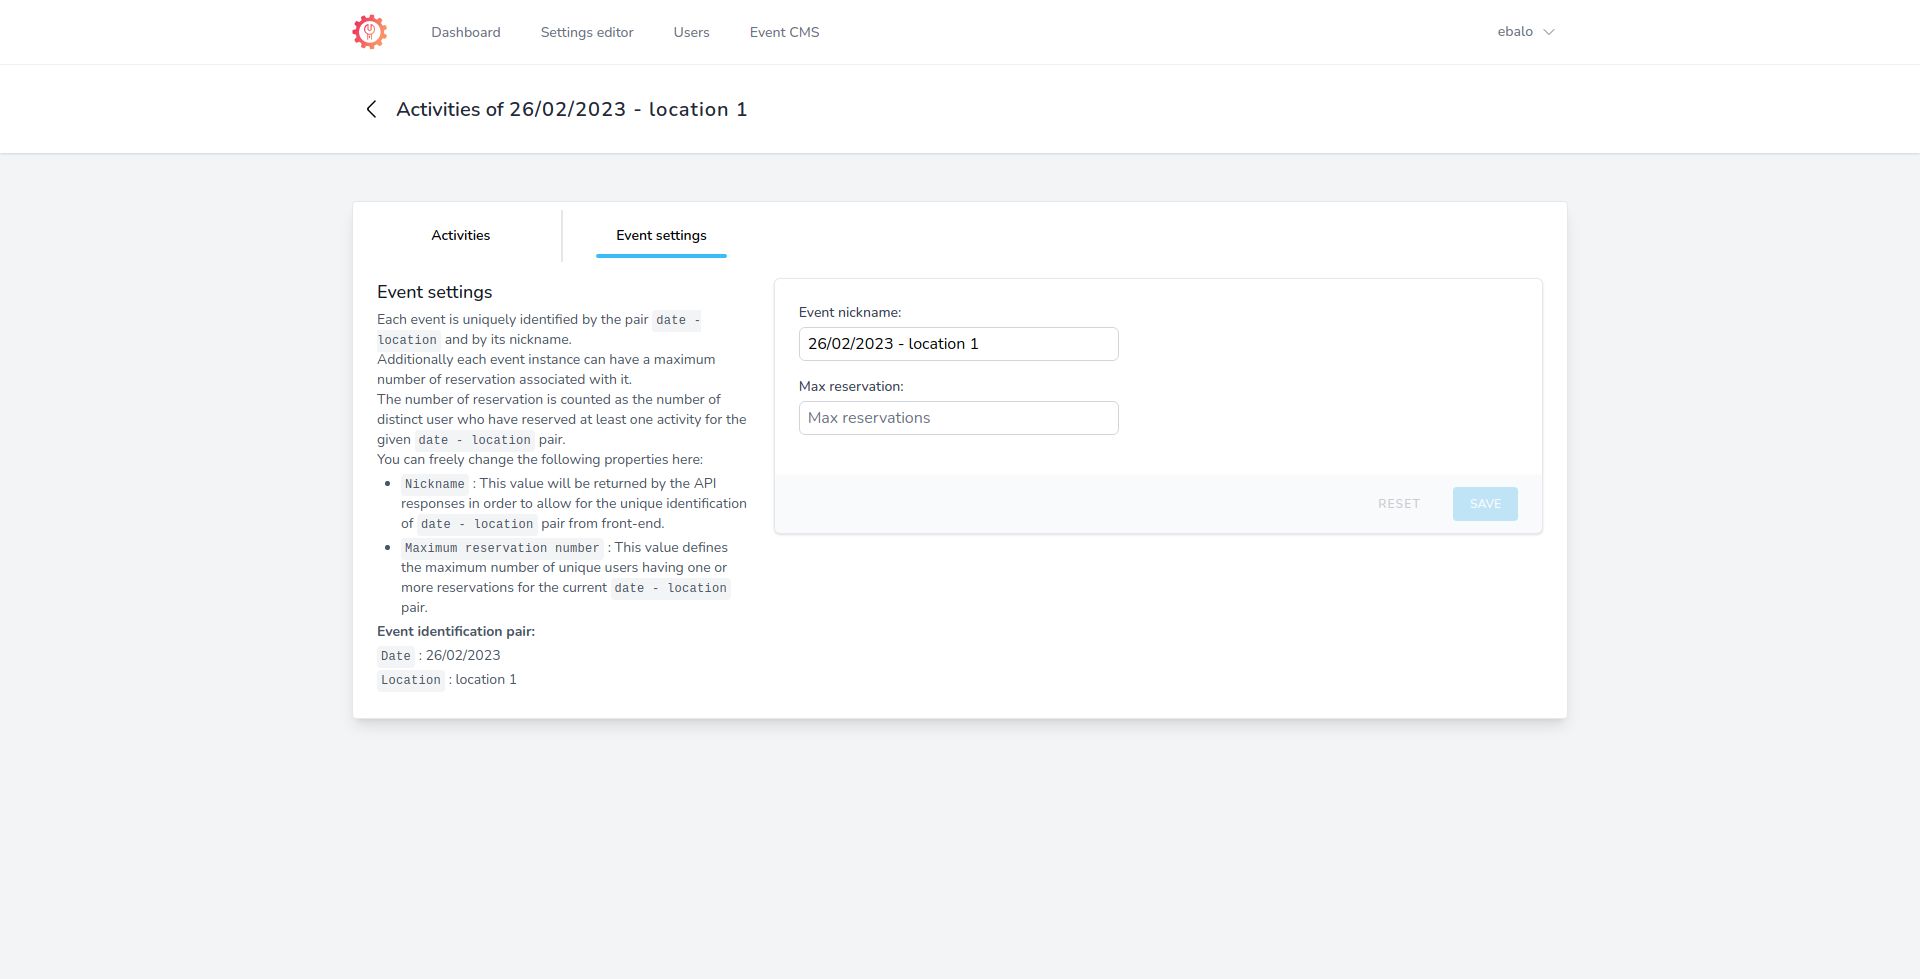 Dashboard Settings editor Users Event CMS ebalo
Activities of 26/02/2023 - location 1
Activities Event settings
Event settings
Each event is uniquely identified by the pair date -
location and by its nickname.
Additionally each event instance can have a maximum
number of reservation associated with it.
The number of reservation is counted as the number of
distinct user who have reserved at least one activity for the
given date - location pair.
You can freely change the following properties here:
Nickname : This value will be returned by the API
responses in order to allow for the unique identification
of date - location pair from front-end.
Maximum reservation number : This value defines
the maximum number of unique users having one or
more reservations for the current date - location
pair.
Event identification pair:
Date : 26/02/2023
Location : location 1
Event nickname:
26/02/2023 - location 1
Max reservation:
Max reservations
RESET SAVE